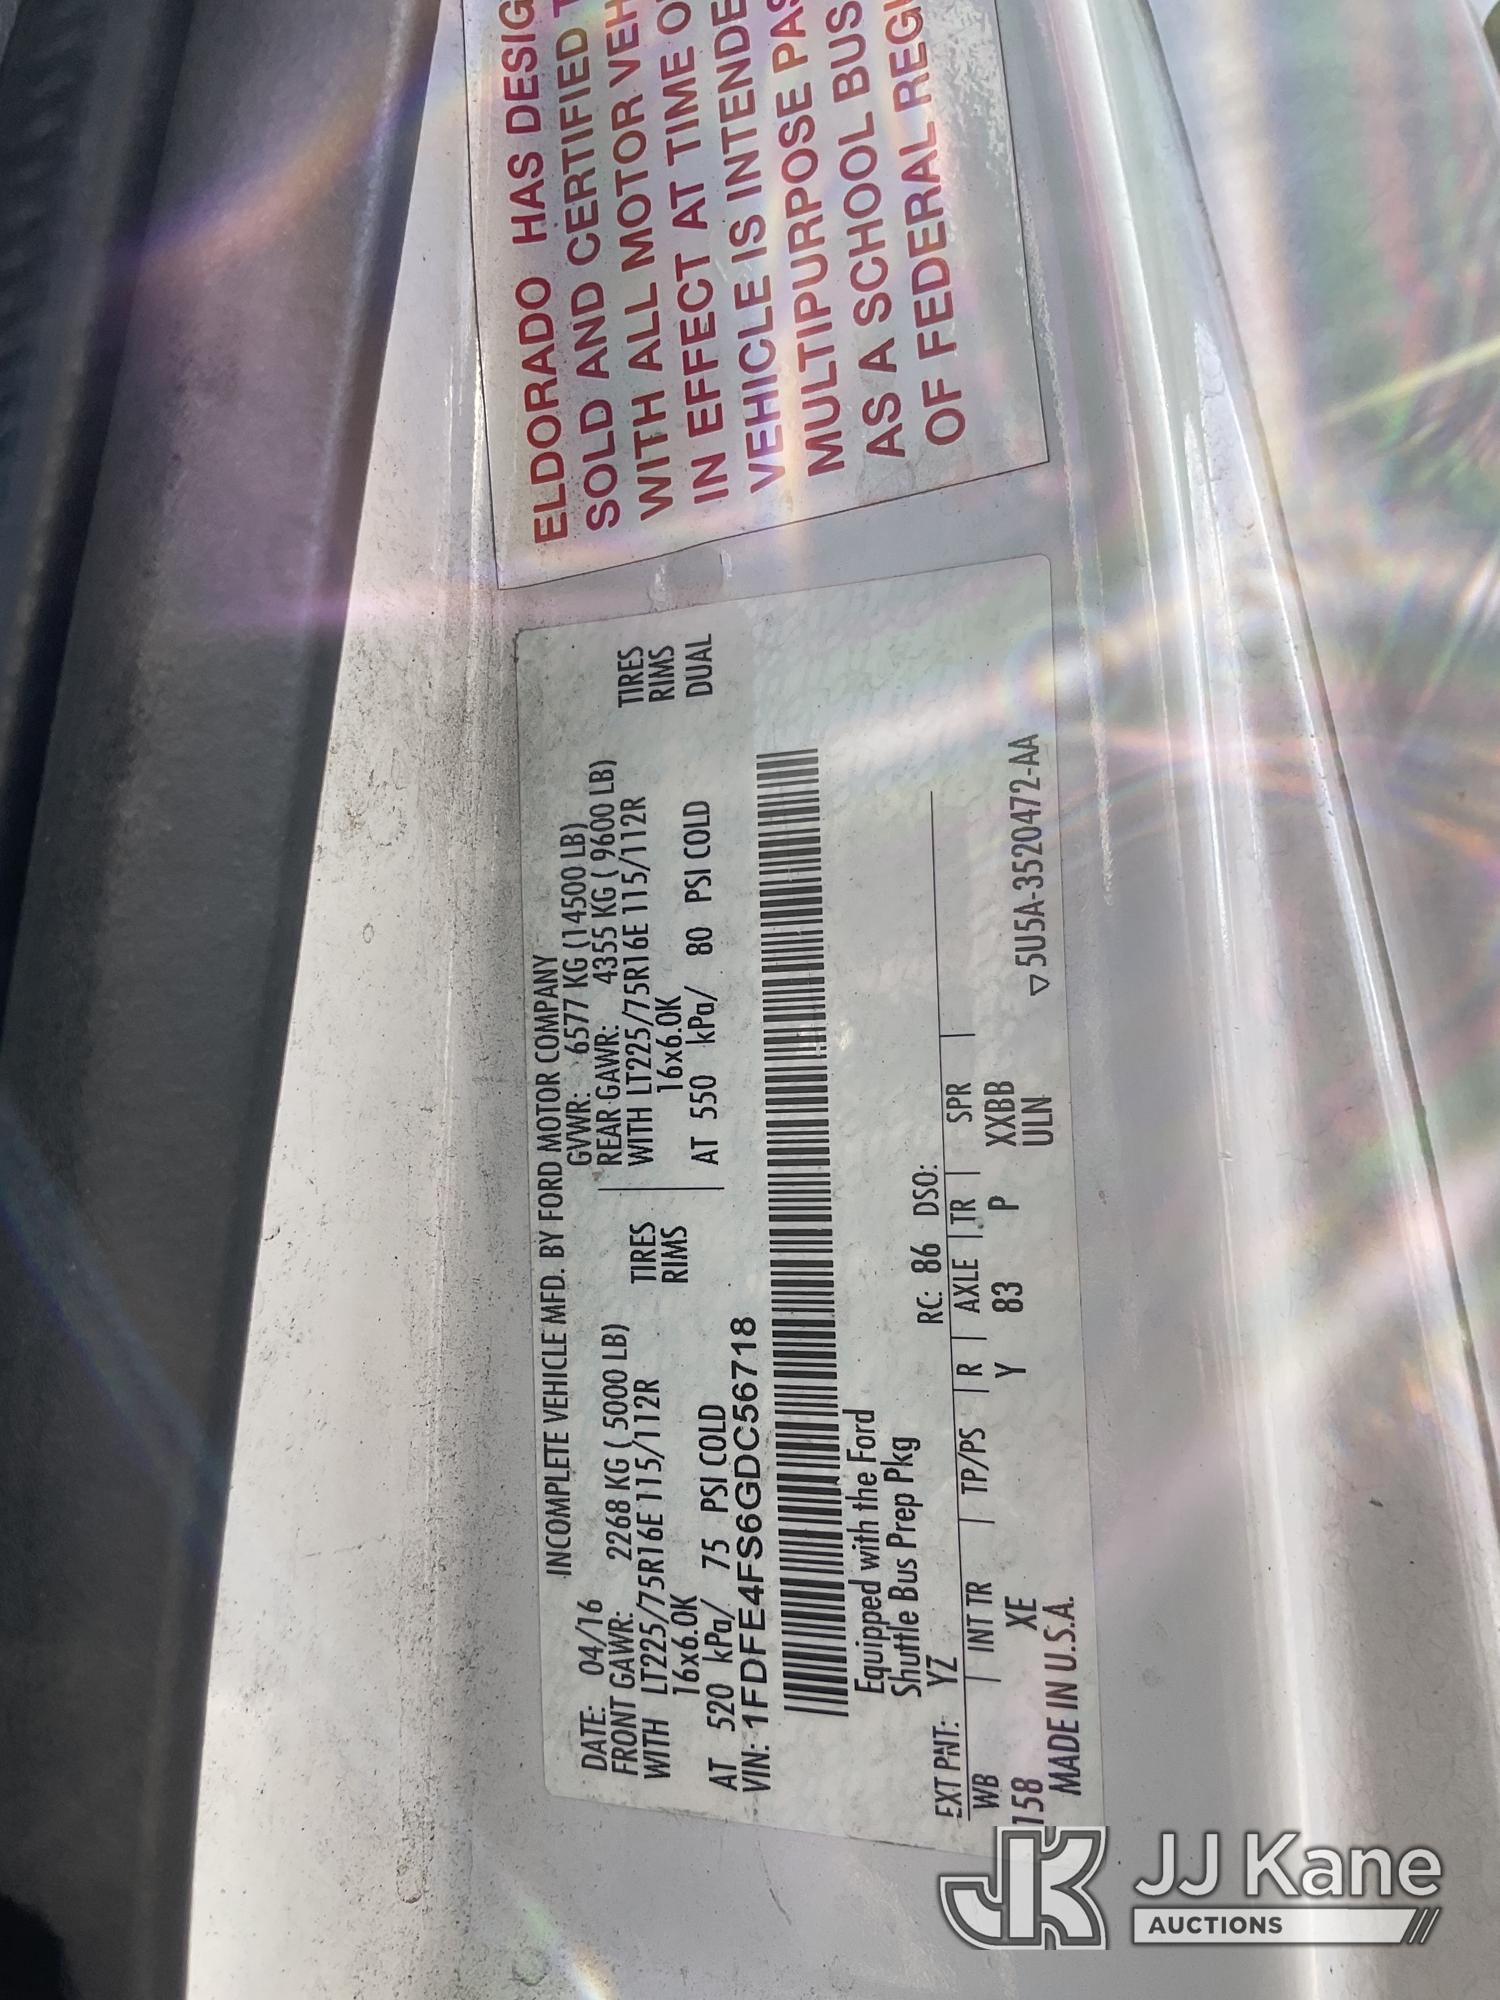 INCOMPLETE VEHICLE MFD. BY FORD MOTOR COMPANY
DATE: 04/16 GVWR: 6577 KG (14500 LB)
FRONT GAWR: 2268 KG ( 5000 LB) REAR GAWR: 4355 KG ( 9600 LB)
WITH LT225/75R16E 115/112R TIRES WITH LT225/75R16E 115/112R TIRES
16x6.0K RIMS 16x6.0K RIMS
AT 520 kPa/ 75 PSI COLD AT 550 kPa/ 80 PSI COLD DUAL
VIN: 1FDFE4FS6GDC56718
Equipped with the Ford
Shuttle Bus Prep Pkg
EXT PNT: YZ RC: 86 DSO:
WB INT TR TP/PS R AXLE TR SPR
158 XE Y 83 P XXBB
ULN
MADE IN U.S.A. ▽5U5A-3520472-AA
ELDORADO HAS DESIG
SOLD AND CERTIFIED T
WITH ALL MOTOR VEH
IN EFFECT AT TIME O
VEHICLE IS INTENDE
MULTIPURPOSE PAS
AS A SCHOOL BUS
OF FEDERAL REG
JJ Kane
AUCTIONS